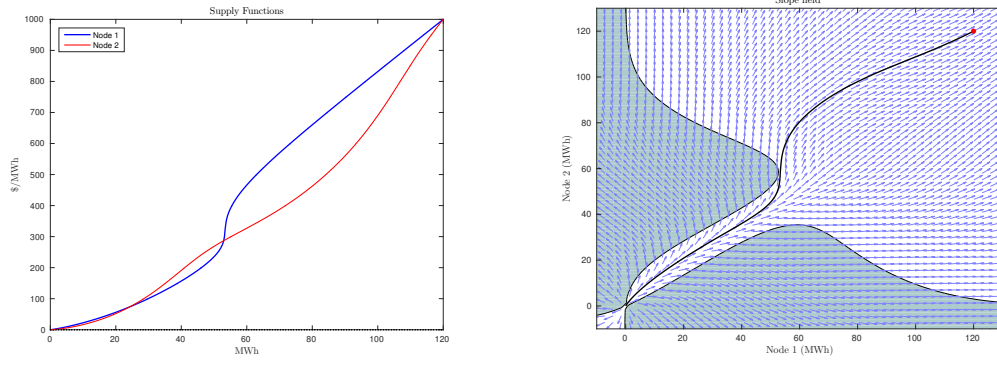 Supply Functions
Node 1
Node 2
1000
900
800
700
600
500
400
300
200
100
0
$/MWh
0 20 40 60 80 100 120
MWh
Slope field
120
100
80
60
40
20
0
Node 2 (MWh)
0 20 40 60 80 100 120
Node 1 (MWh)